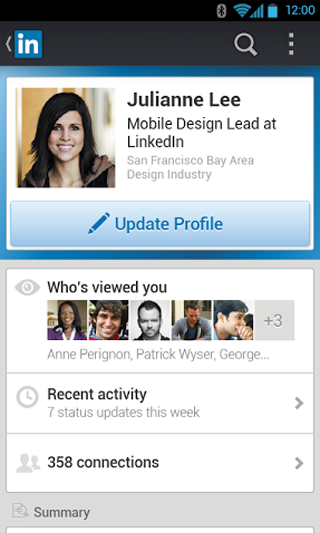 12:00
in
Julianne Lee
Mobile Design Lead at
LinkedIn
San Francisco Bay Area
Design Industry
Update Profile
Who's viewed you
+3
Anne Perignon, Patrick Wyser, George...
Recent activity
7 status updates this week
358 connections
Summary